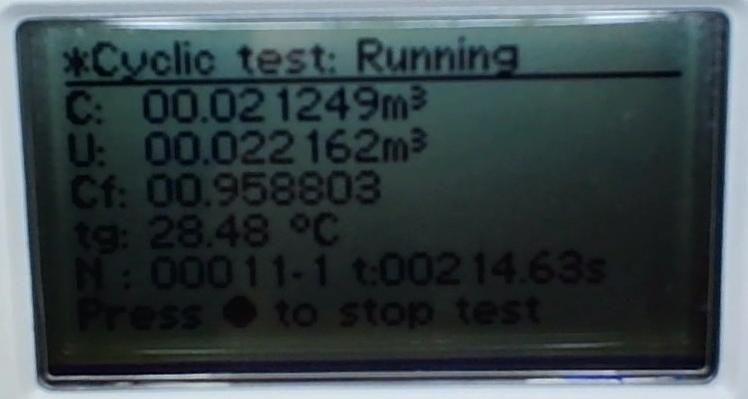 *Cyclic test: Running
C: 00.021249m³
U: 00.022162m³
Cf: 00.958803
tg: 28.48 °C
N : 00011-1 t:00214.63s
Press ● to stop test